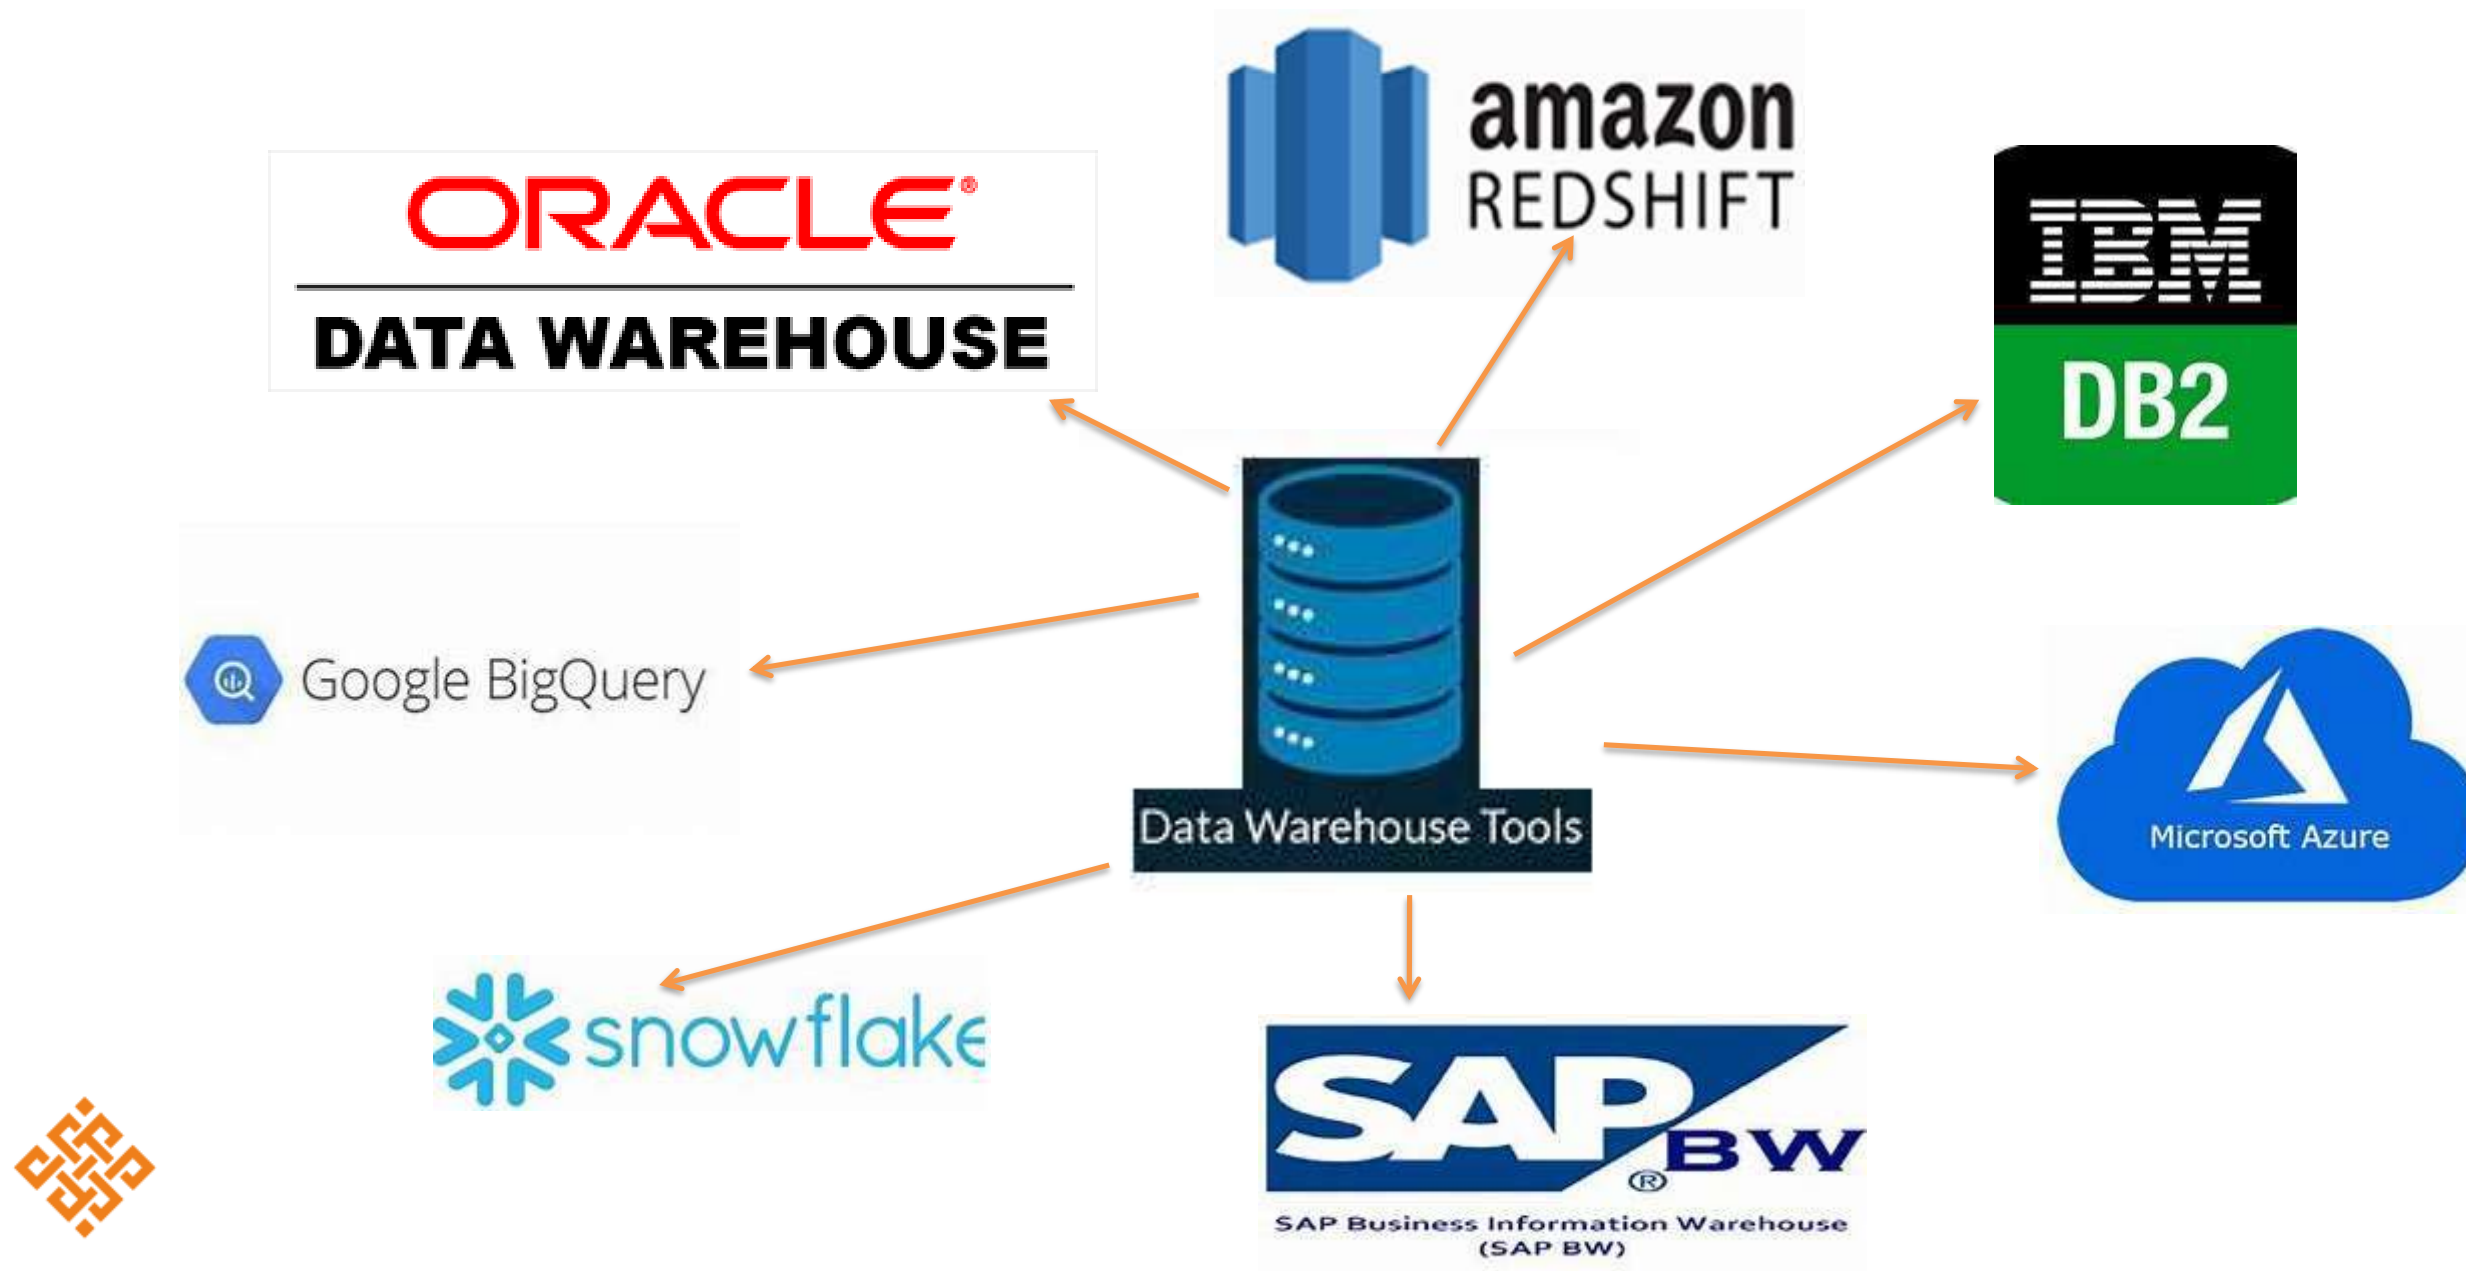 ORACLE®
DATA WAREHOUSE
amazon
REDSHIFT
IBM
DB2
Google BigQuery
Data Warehouse Tools
Microsoft Azure
snowflake
SAP
®BW
SAP Business Information Warehouse
(SAP BW)